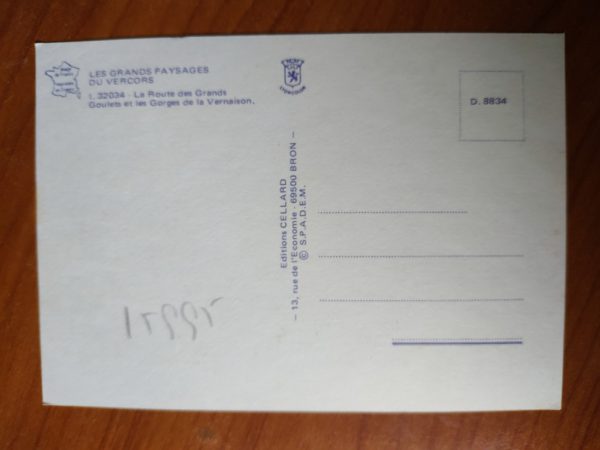 LES GRANDS PAYSAGES
DU VERCORS
I. 32034 - La Route des Grands
Goulets et les Gorges de la Vernaison.
LYONCOLOR
D. 8834
Editions CELLARD
— 13, rue de l'Economie - 69500 BRON —
© S.P.A.D.E.M.